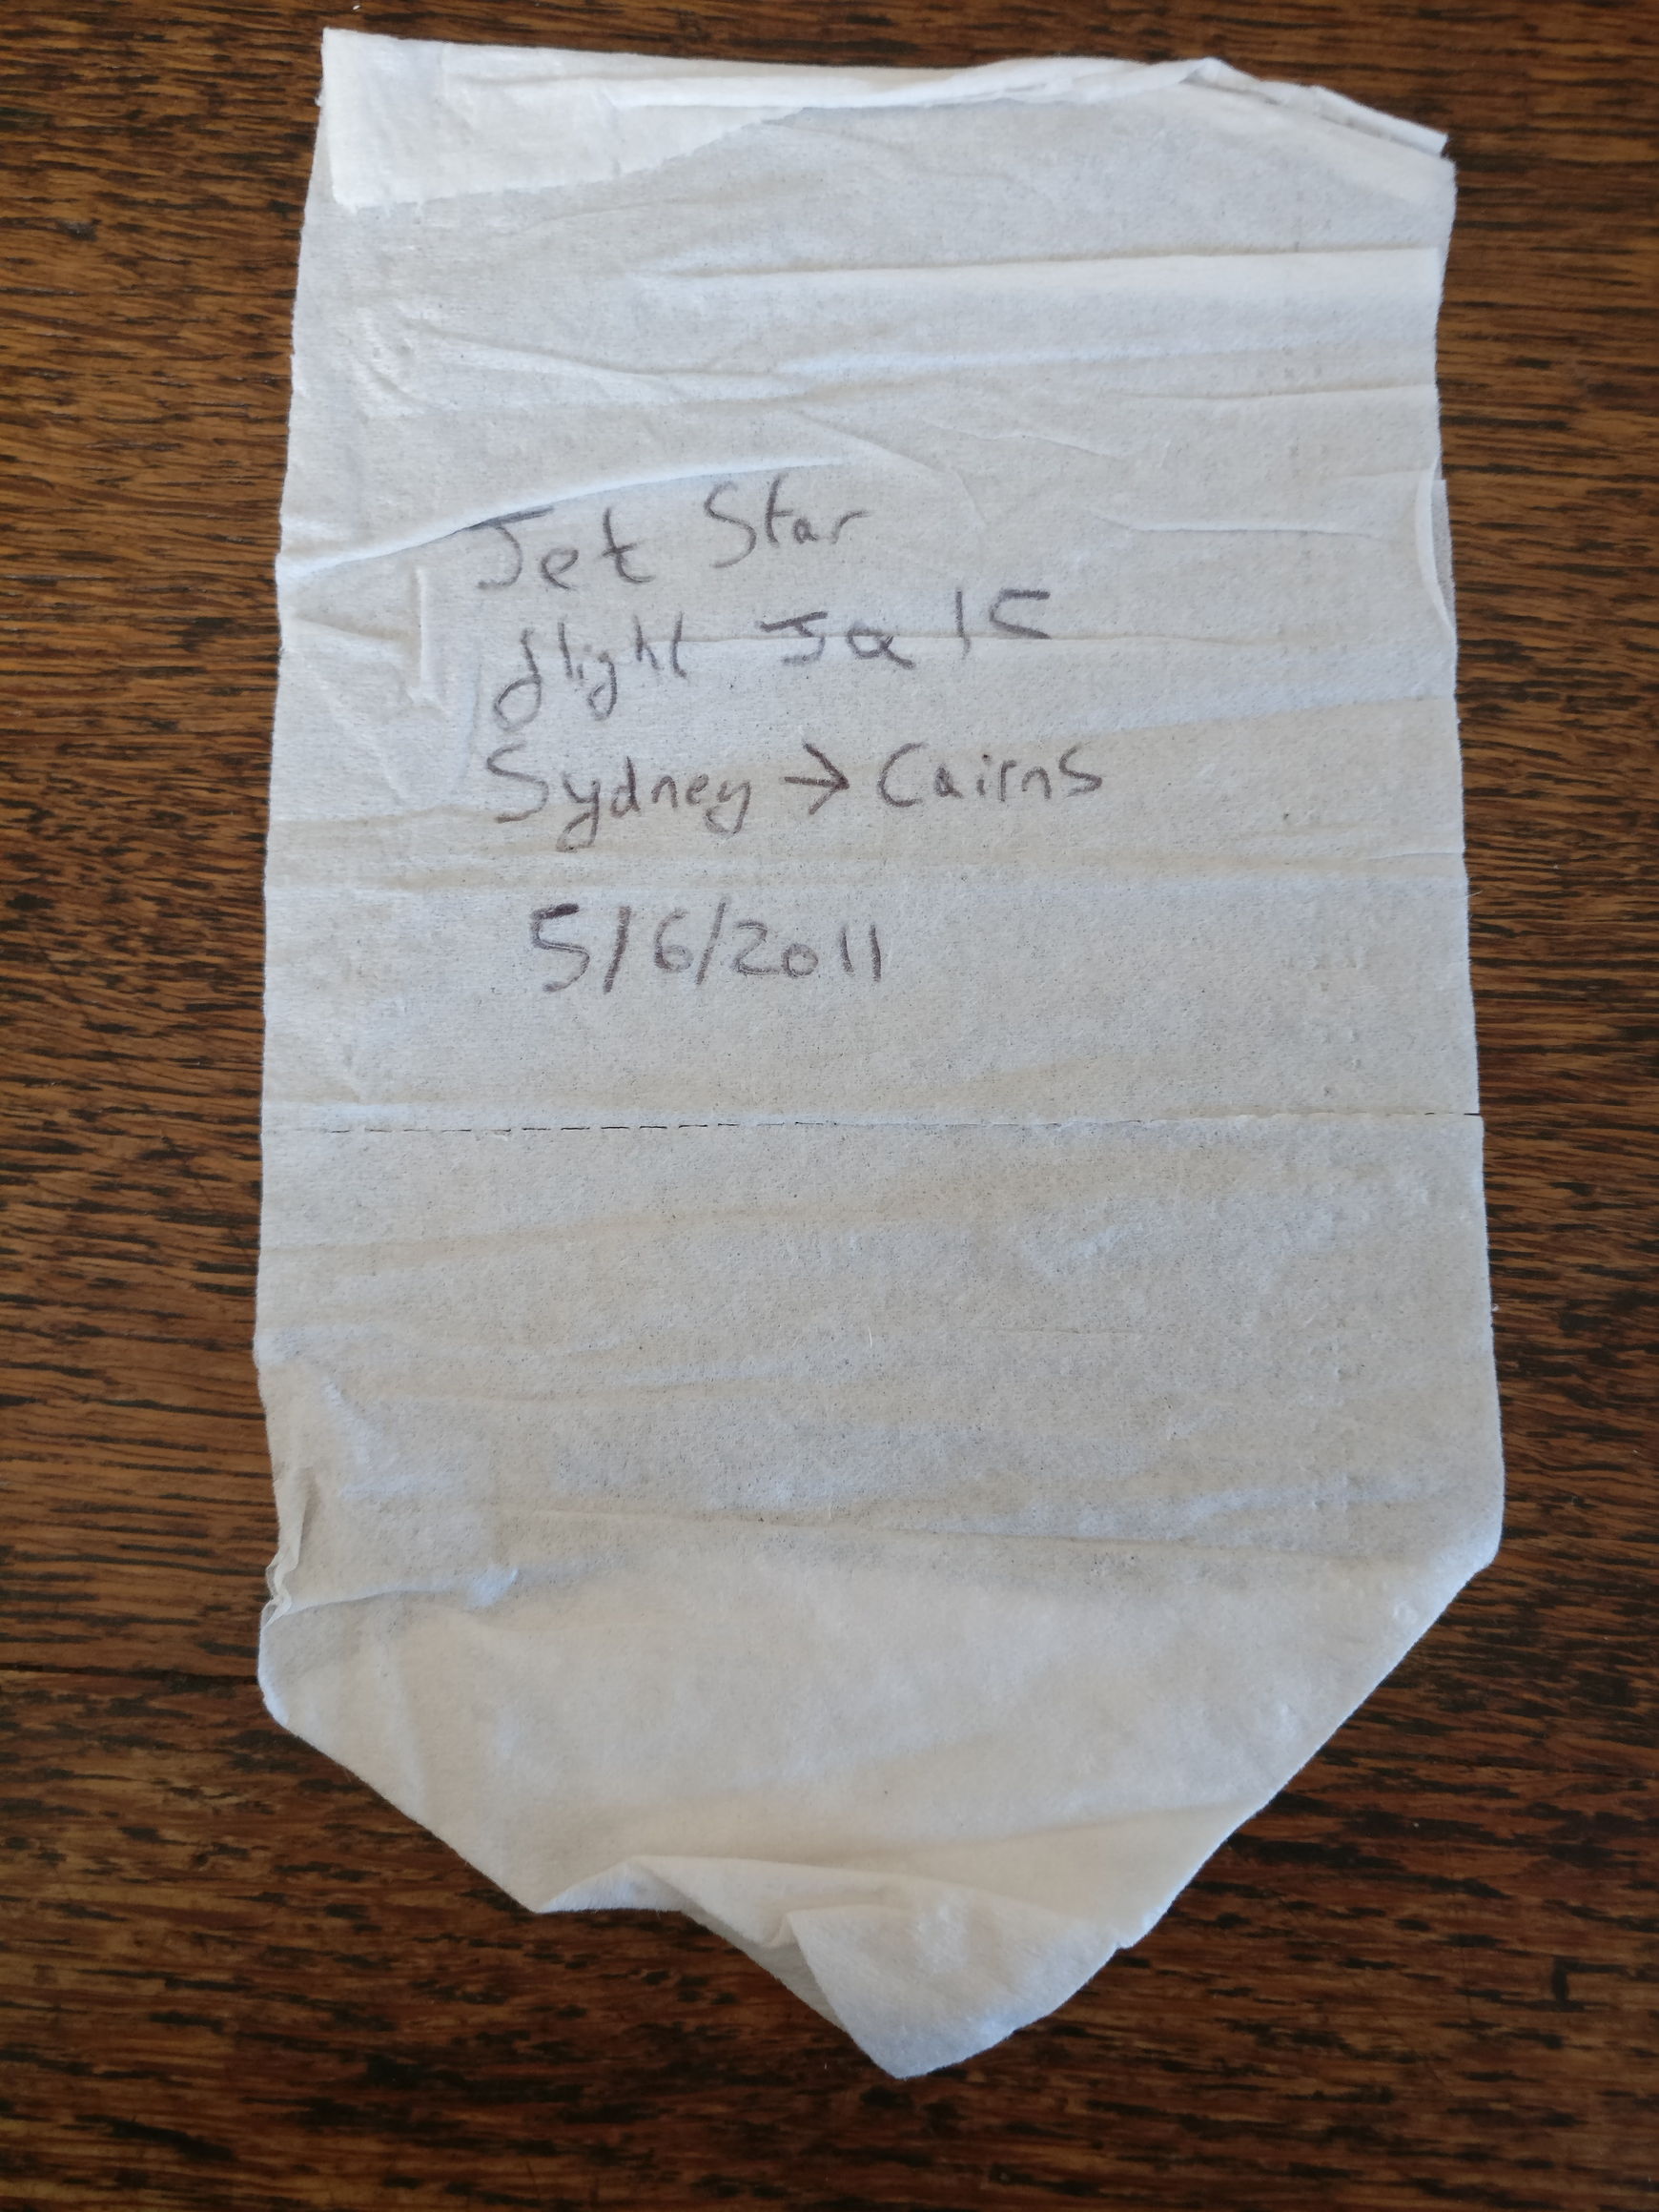 Jet Star
flight JQ 15
Sydney → Cairns
5/6/2011